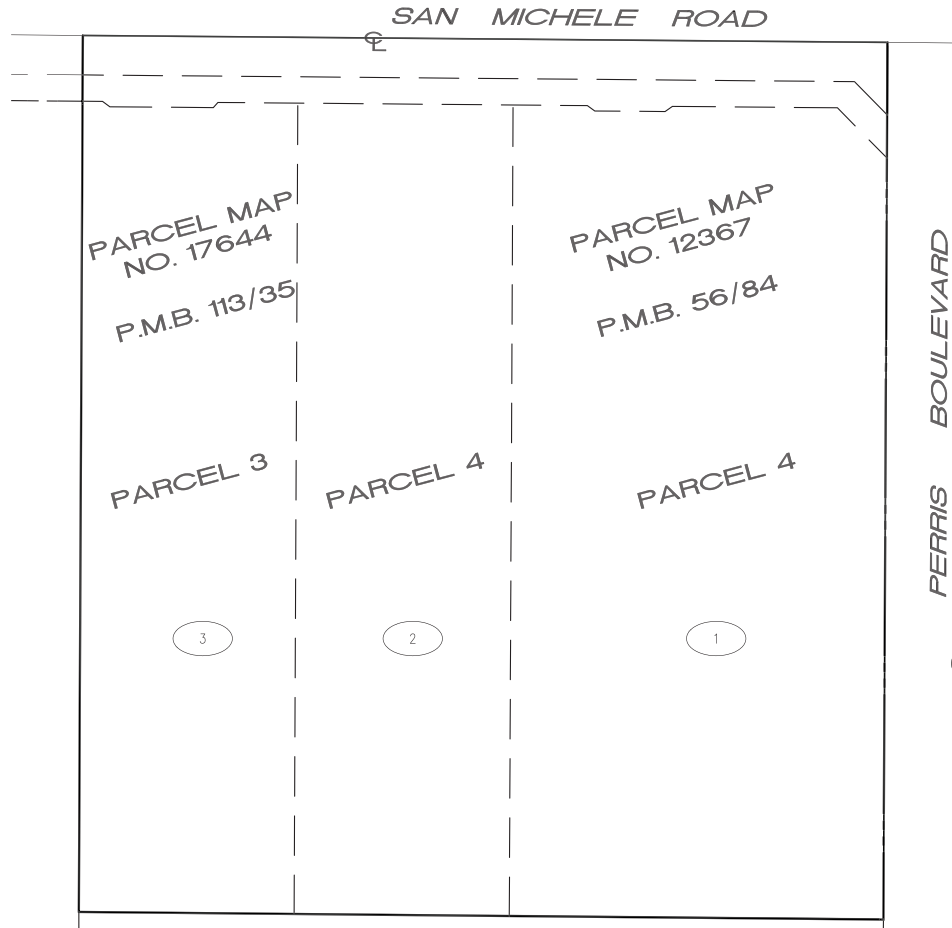 SAN MICHELE ROAD
℄
PARCEL MAP
NO. 17644
P.M.B. 113/35
PARCEL MAP
NO. 12367
P.M.B. 56/84
PERRIS BOULEVARD
PARCEL 3
PARCEL 4
PARCEL 4
3
2
1